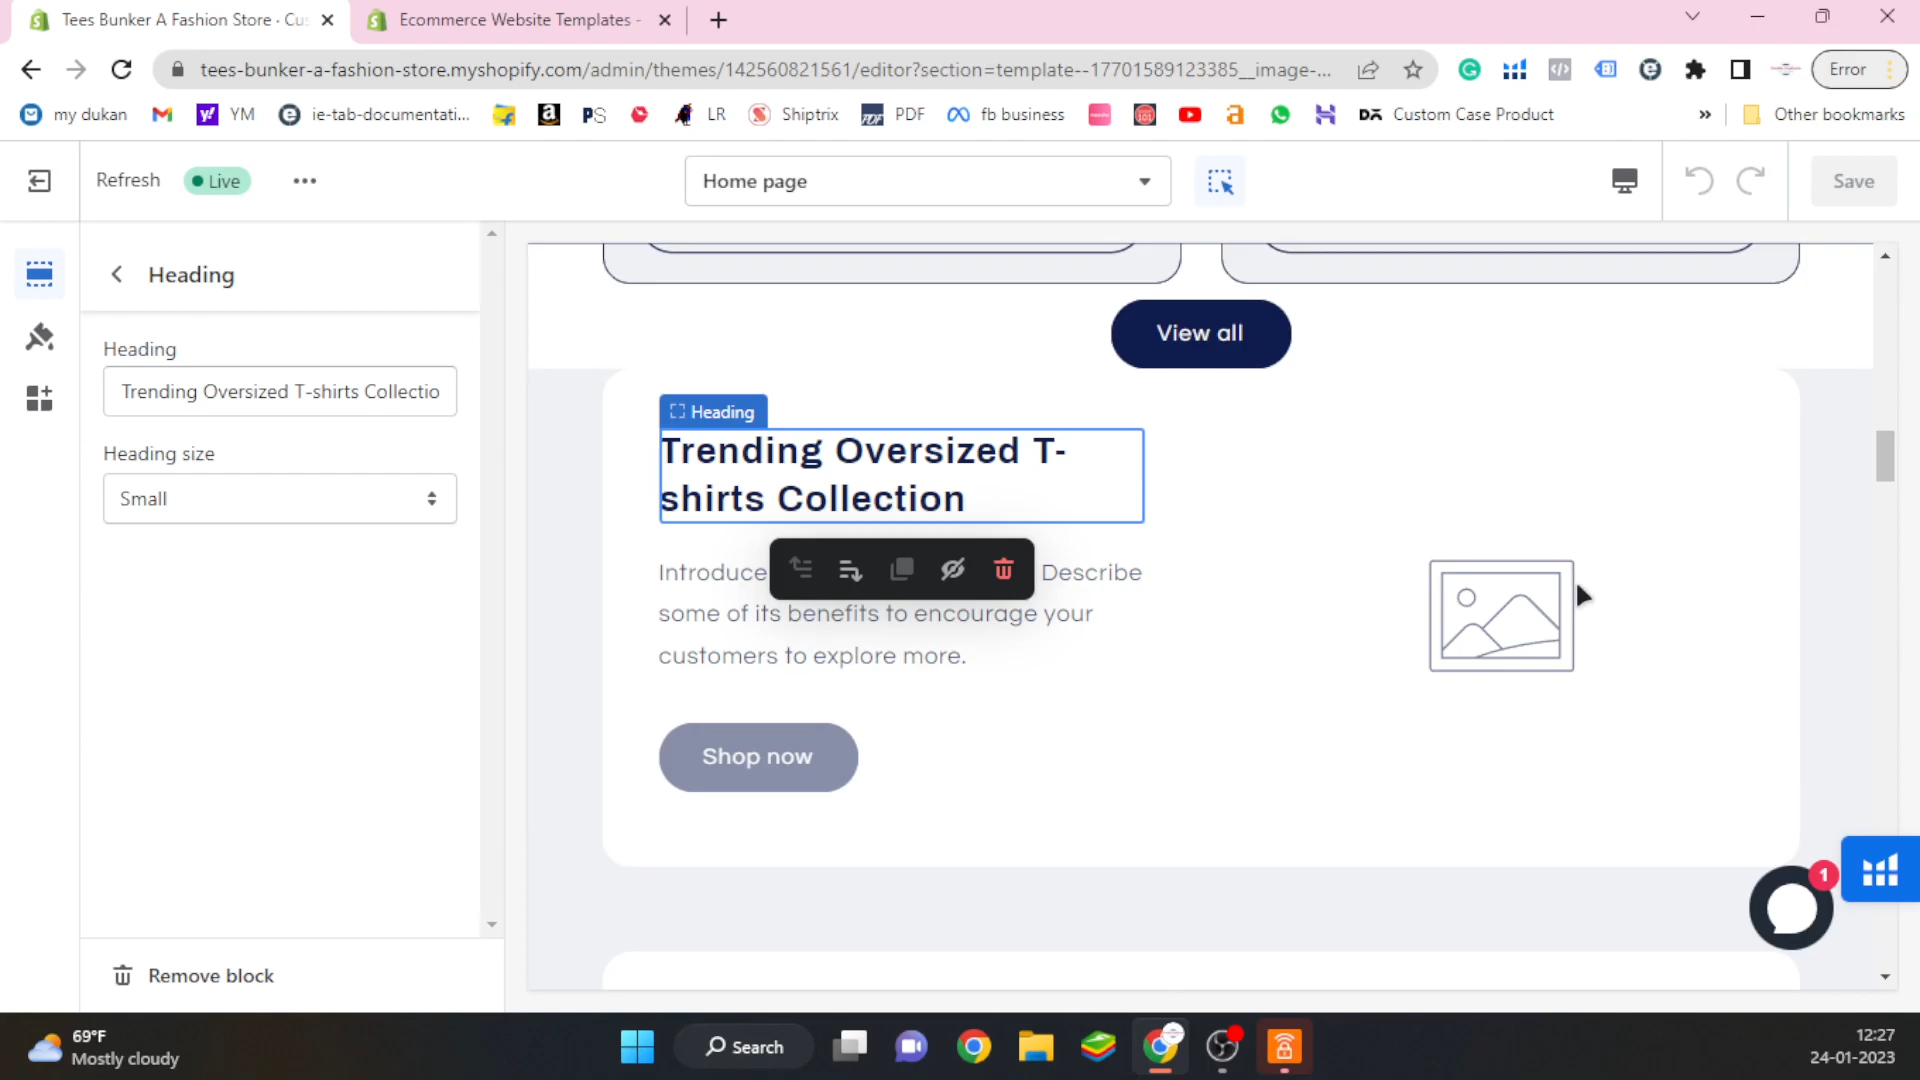 Tees Bunker A Fashion Store · Cu
Ecommerce Website Templates -
tees-bunker-a-fashion-store.myshopify.com/admin/themes/142560821561/editor?section=template--17701589123385__image-...
Error
my dukan
YM
ie-tab-documentati...
PS
LR
Shiptrix
PDF
fb business
Custom Case Product
»
Other bookmarks
Refresh
Live
Home page
Save
Heading
Heading
Trending Oversized T-shirts Collectio
Heading size
Small
Remove block
View all
Heading
Trending Oversized T-
shirts Collection
Introduce
Describe
some of its benefits to encourage your
customers to explore more.
Shop now
1
69°F
Mostly cloudy
Search
12:27
24-01-2023